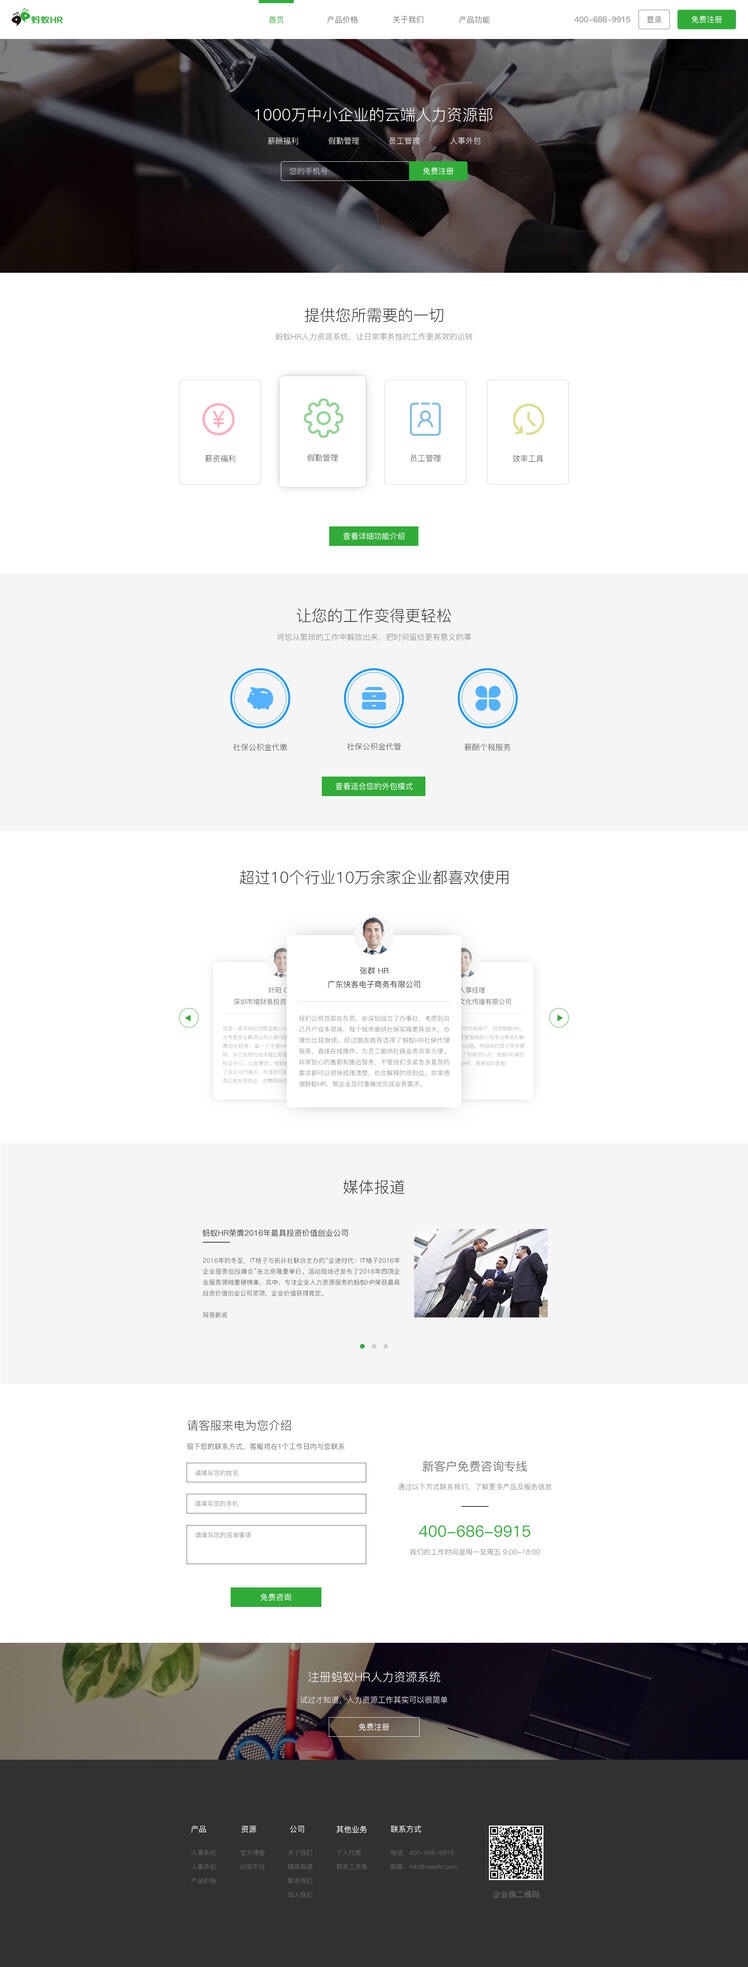 蚂蚁HR
首页
产品价格
关于我们
产品功能
400-686-9915
登录
免费注册
1000万中小企业的云端人力资源部
薪酬福利
假勤管理
员工管理
人事外包
您的手机号
免费注册
提供您所需要的一切
蚂蚁HR人力资源系统，让日常事务性的工作更高效的运转
薪资福利
假勤管理
员工管理
效率工具
查看详细功能介绍
让您的工作变得更轻松
将您从繁琐的工作中解放出来，把时间留给更有意义的事
社保公积金代缴
社保公积金代管
薪酬个税服务
查看适合您的外包模式
超过10个行业10万余家企业都喜欢使用
叶阳
深圳市增财易投资
张群 HR
广东快客电子商务有限公司
我们公司总部在东莞，在深圳设立了办事处，考虑到自
己开户成本很高，每个城市缴纳社保实操差异很大，办
理也比较麻烦。经过朋友推荐选择了蚂蚁HR社保代理
服务，直接在线操作，为员工缴纳社保业务非常方便。
非常贴心的售前和售后服务，不管我们多紧急多复杂的
需求都可以很快梳理清楚，也会解释的很到位。非常感
谢蚂蚁HR，帮企业及时准确地完成业务需求。
人事经理
文化传播有限公司
媒体报道
蚂蚁HR荣膺2016年最具投资价值创业公司
2016年的冬至，IT桔子与拓扑社联合主办的“企进时代：IT桔子2016年
企业服务创投峰会”在北京隆重举行。活动现场还发布了2016年四项企
业服务领域重磅榜单，其中，专注企业人力资源服务的蚂蚁HR荣获最具
投资价值创业公司奖项，企业价值获得肯定。
网易新闻
请客服来电为您介绍
留下您的联系方式，客服将在1个工作日内与您联系
请填写您的姓名
请填写您的手机
请填写您的咨询事项
免费咨询
新客户免费咨询专线
通过以下方式联系我们，了解更多产品及服务信息
400-686-9915
我们的工作时间是周一至周五 9:00-18:00
注册蚂蚁HR人力资源系统
试过才知道，人力资源工作其实可以很简单
免费注册
产品
人事系统
人事外包
产品价格
资源
官方博客
问答平台
公司
关于我们
媒体报道
联系我们
加入我们
其他业务
个人代缴
群发工资条
联系方式
电话：400-686-9915
邮箱：mkt@mayihr.com
企业端二维码